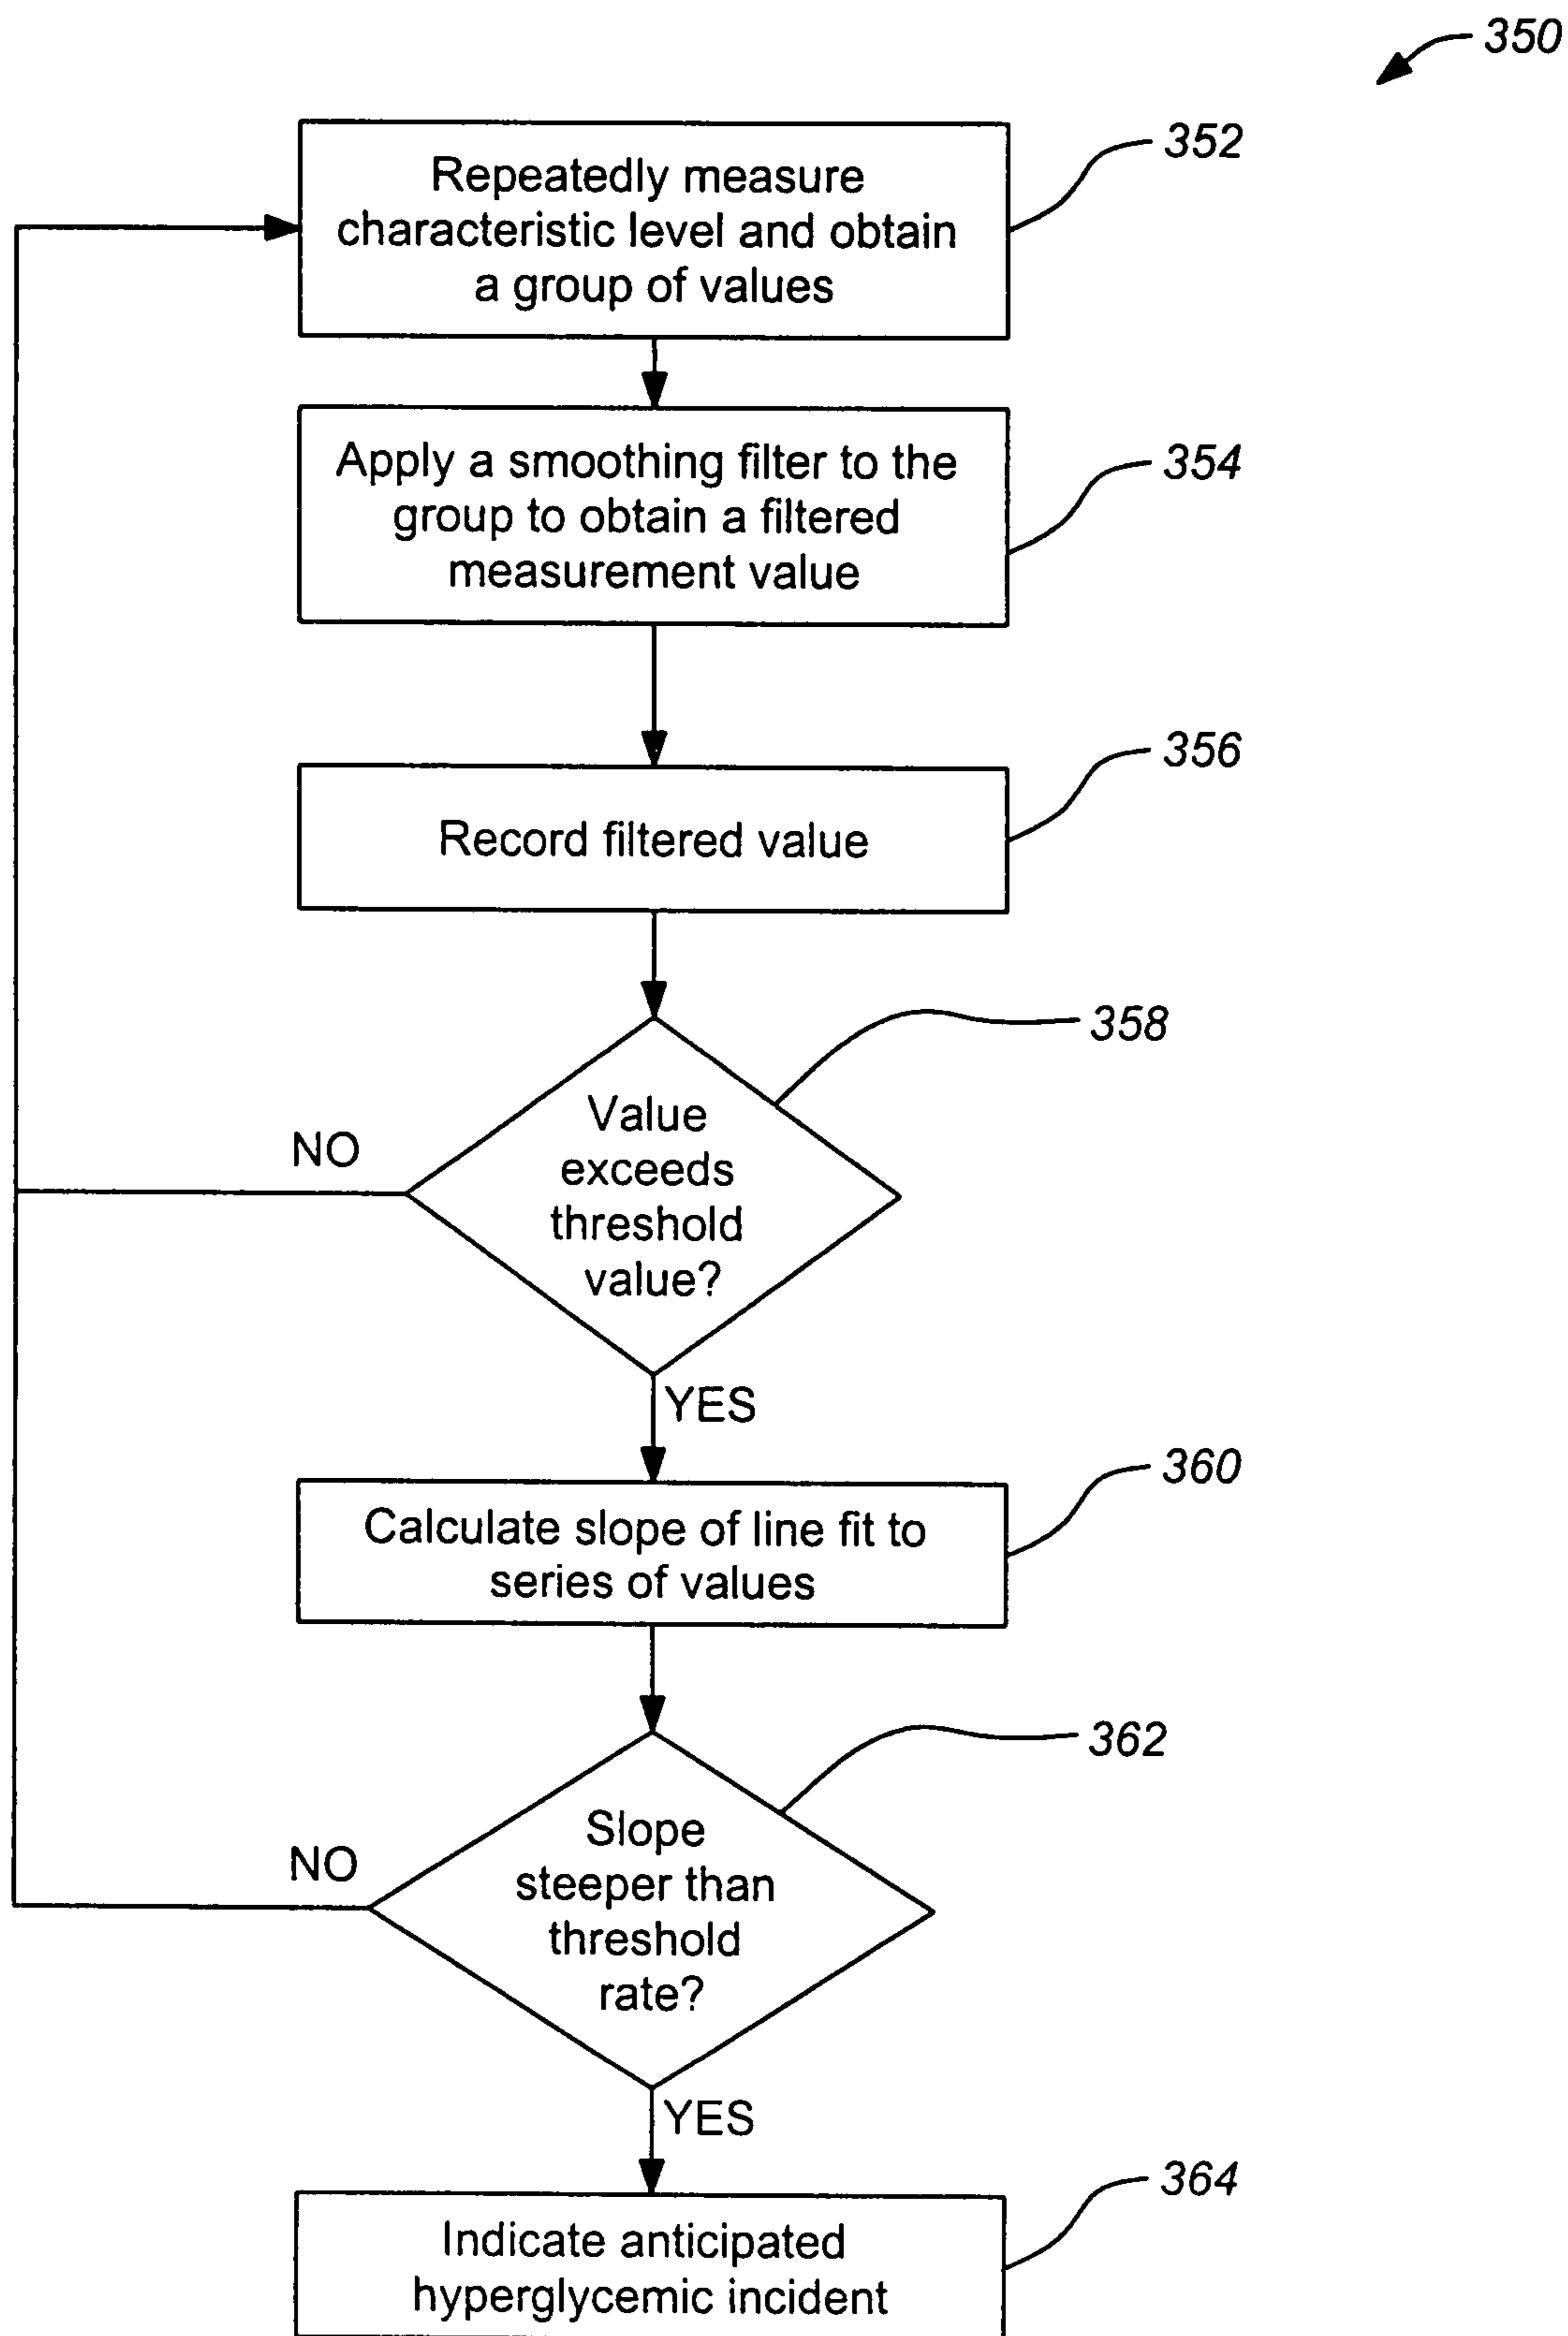 350
352
Repeatedly measure
characteristic level and obtain
a group of values
354
Apply a smoothing filter to the
group to obtain a filtered
measurement value
356
Record filtered value
358
Value
exceeds
threshold
value?
NO
YES
360
Calculate slope of line fit to
series of values
362
Slope
steeper than
threshold
rate?
NO
YES
364
Indicate anticipated
hyperglycemic incident